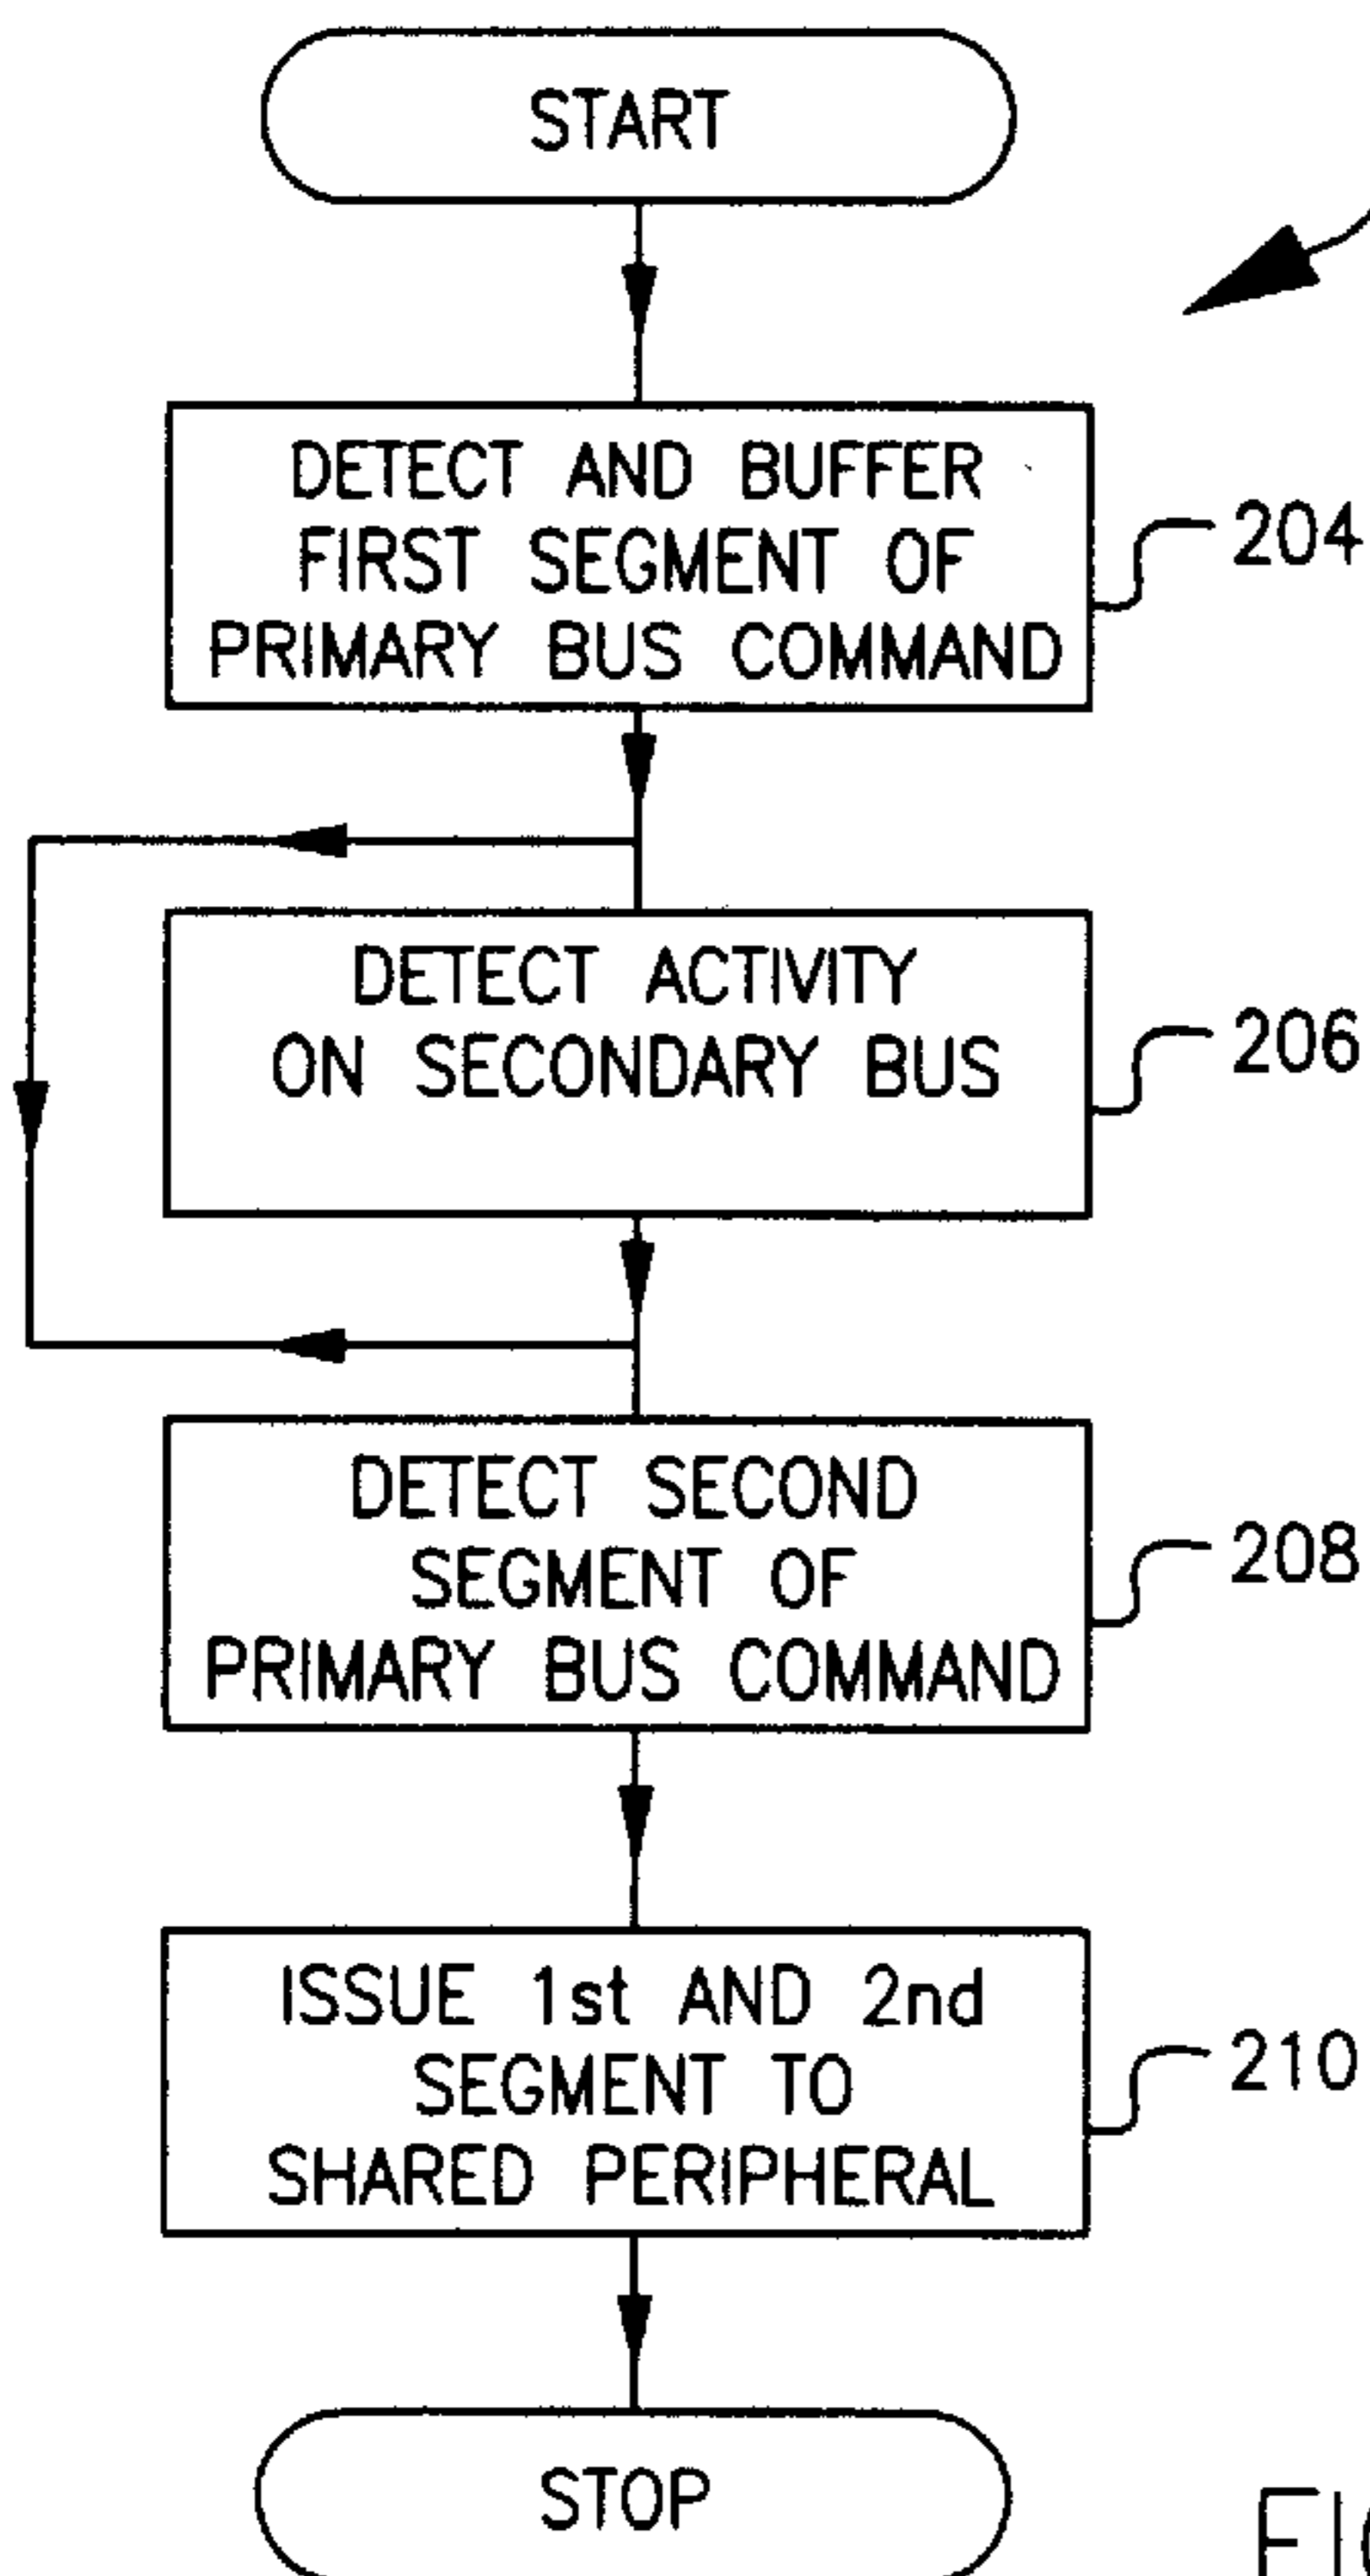 START
DETECT AND BUFFER
FIRST SEGMENT OF
PRIMARY BUS COMMAND
204
DETECT ACTIVITY
ON SECONDARY BUS
206
DETECT SECOND
SEGMENT OF
PRIMARY BUS COMMAND
208
ISSUE 1st AND 2nd
SEGMENT TO
SHARED PERIPHERAL
210
STOP